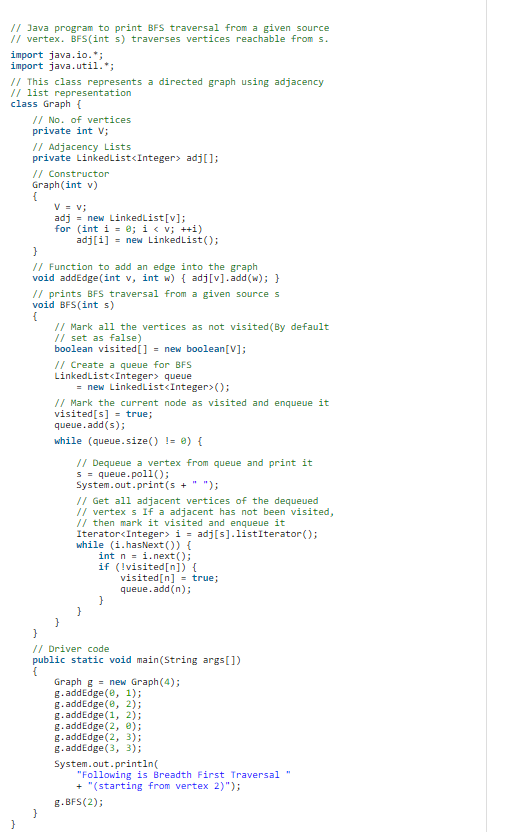 // Java program to print BFS traversal from a given source
// vertex. BFS(int s) traverses vertices reachable from s.
import java.io.*;
import java.util.*;
// This class represents a directed graph using adjacency
// list representation
class Graph {
    // No. of vertices
    private int V;
    // Adjacency Lists
    private LinkedList<Integer> adj[];
    // Constructor
    Graph(int v)
    {
        V = v;
        adj = new LinkedList[v];
        for (int i = 0; i < v; ++i)
            adj[i] = new LinkedList();
    }
    // Function to add an edge into the graph
    void addEdge(int v, int w) { adj[v].add(w); }
    // prints BFS traversal from a given source s
    void BFS(int s)
    {
        // Mark all the vertices as not visited(By default
        // set as false)
        boolean visited[] = new boolean[V];
        // Create a queue for BFS
        LinkedList<Integer> queue
            = new LinkedList<Integer>();
        // Mark the current node as visited and enqueue it
        visited[s] = true;
        queue.add(s);
        while (queue.size() != 0) {
            // Dequeue a vertex from queue and print it
            s = queue.poll();
            System.out.print(s + " ");
            // Get all adjacent vertices of the dequeued
            // vertex s If a adjacent has not been visited,
            // then mark it visited and enqueue it
            Iterator<Integer> i = adj[s].listIterator();
            while (i.hasNext()) {
                int n = i.next();
                if (!visited[n]) {
                    visited[n] = true;
                    queue.add(n);
                }
            }
        }
    }
    // Driver code
    public static void main(String args[])
    {
        Graph g = new Graph(4);
        g.addEdge(0, 1);
        g.addEdge(0, 2);
        g.addEdge(1, 2);
        g.addEdge(2, 0);
        g.addEdge(2, 3);
        g.addEdge(3, 3);
        System.out.println(
            "Following is Breadth First Traversal "
            + "(starting from vertex 2)");
        g.BFS(2);
    }
}